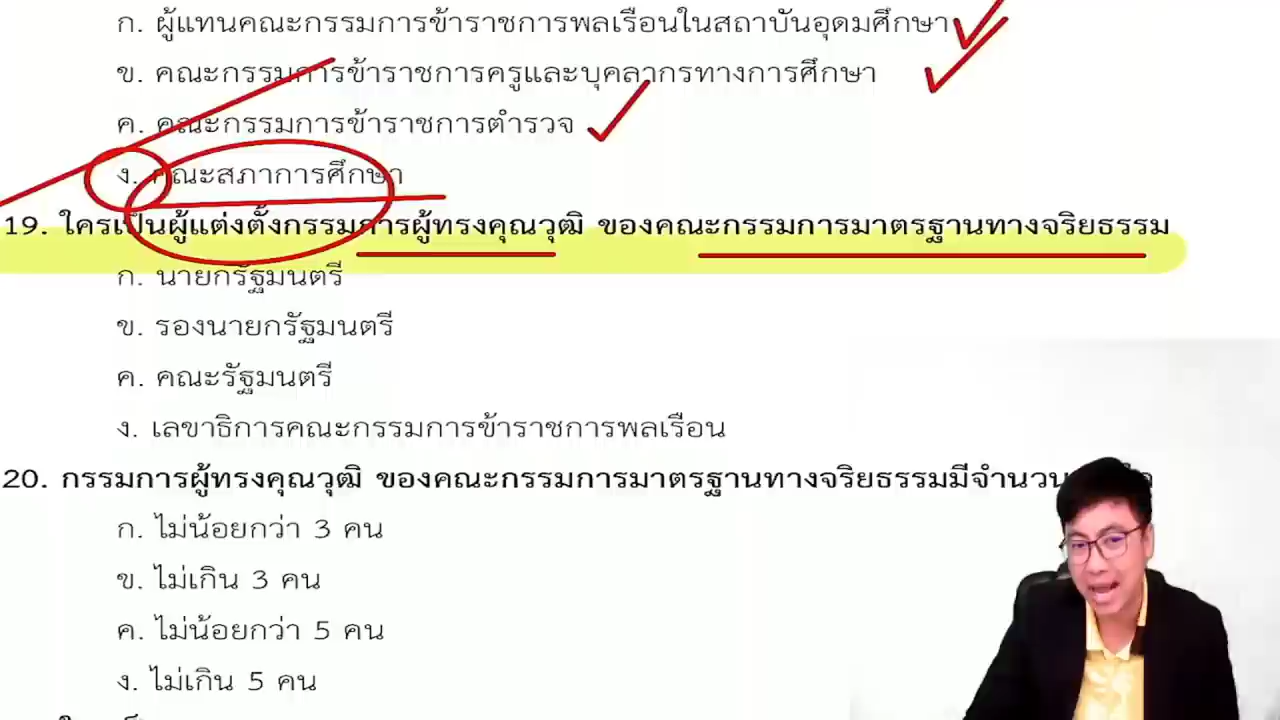 ก. ผู้แทนคณะกรรมการข้าราชการพลเรือนในสถาบันอุดมศึกษา
ข. คณะกรรมการข้าราชการครูและบุคลากรทางการศึกษา
ค. คณะกรรมการข้าราชการตำรวจ
ง. คณะสภาการศึกษา
19. ใครเป็นผู้แต่งตั้งกรรมการผู้ทรงคุณวุฒิ ของคณะกรรมการมาตรฐานทางจริยธรรม
ก. นายกรัฐมนตรี
ข. รองนายกรัฐมนตรี
ค. คณะรัฐมนตรี
ง. เลขาธิการคณะกรรมการข้าราชการพลเรือน
20. กรรมการผู้ทรงคุณวุฒิ ของคณะกรรมการมาตรฐานทางจริยธรรมมีจำนวน
ก. ไม่น้อยกว่า 3 คน
ข. ไม่เกิน 3 คน
ค. ไม่น้อยกว่า 5 คน
ง. ไม่เกิน 5 คน